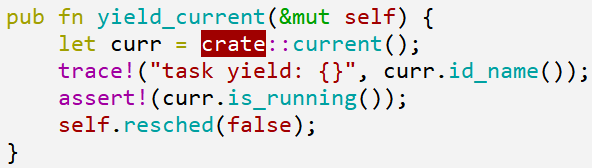 pub fn yield_current(&mut self) {
    let curr = crate::current();
    trace!("task yield: {}", curr.id_name());
    assert!(curr.is_running());
    self.resched(false);
}